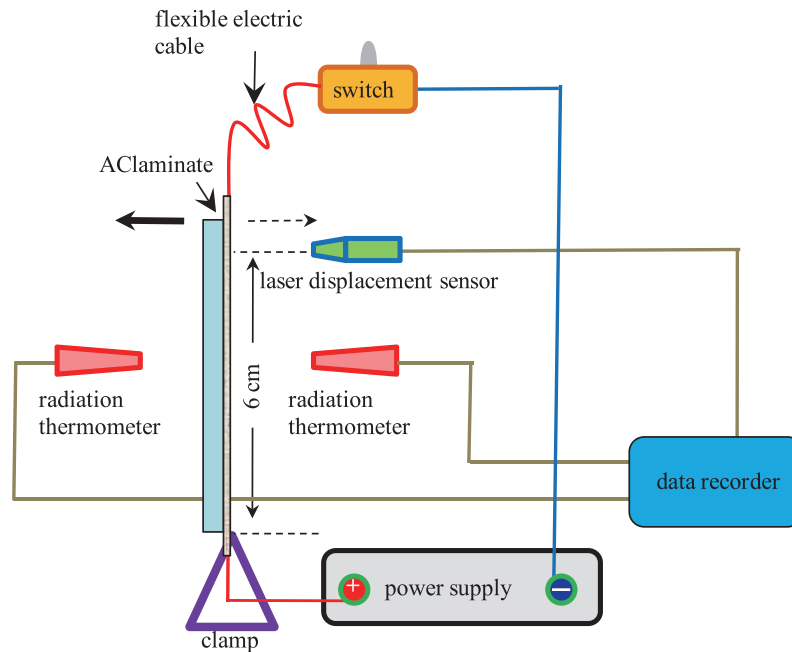 flexible electric
cable
switch
AClaminate
laser displacement sensor
6 cm
radiation
thermometer
radiation
thermometer
data recorder
+
power supply
−
clamp